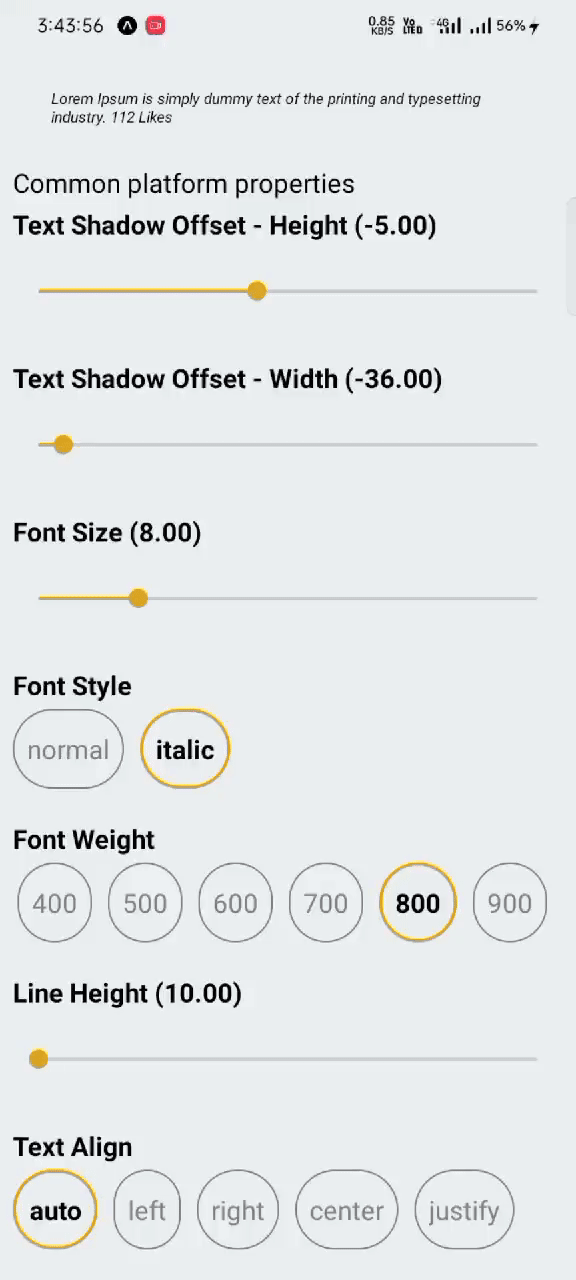 3:43:56 0.85 KB/S Vo LTED 4G 56%
Lorem Ipsum is simply dummy text of the printing and typesetting
industry. 112 Likes
Common platform properties
Text Shadow Offset - Height (-5.00)
Text Shadow Offset - Width (-36.00)
Font Size (8.00)
Font Style
normal italic
Font Weight
400 500 600 700 800 900
Line Height (10.00)
Text Align
auto left right center justify